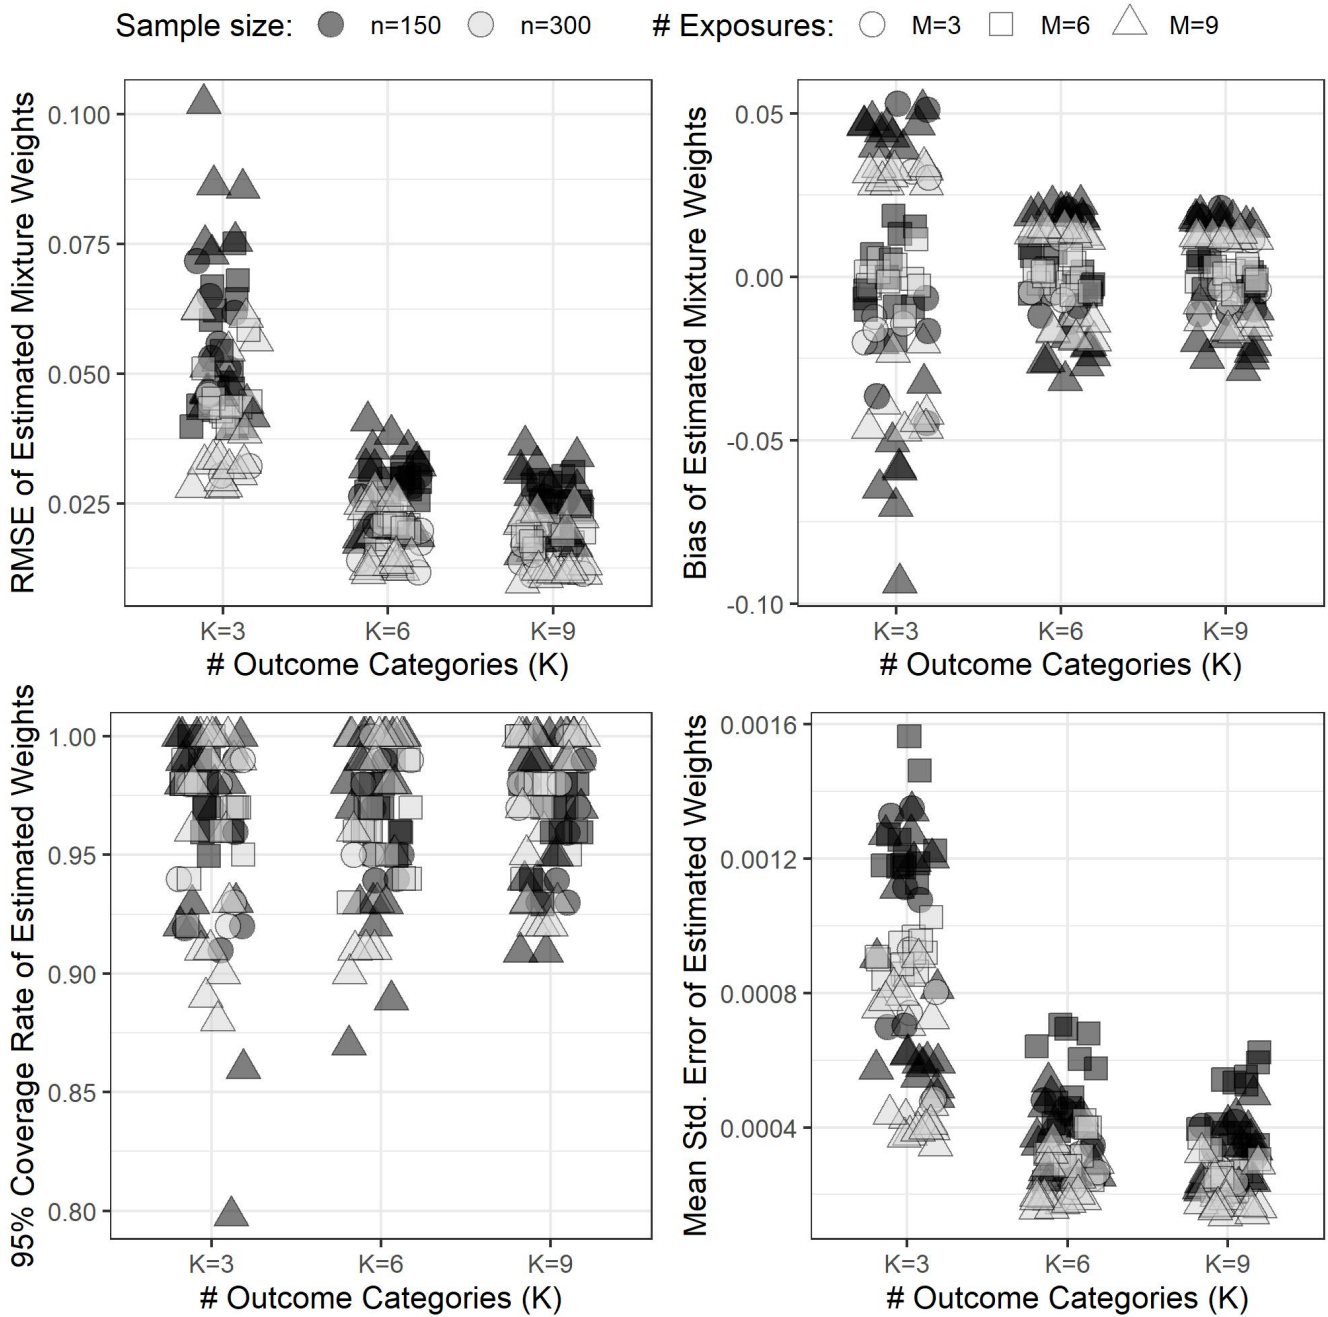 Sample size: n=150 n=300 # Exposures: M=3 M=6 M=9
RMSE of Estimated Mixture Weights
0.100
0.075
0.050
0.025
K=3 K=6 K=9
# Outcome Categories (K)
Bias of Estimated Mixture Weights
0.05
0.00
-0.05
-0.10
K=3 K=6 K=9
# Outcome Categories (K)
95% Coverage Rate of Estimated Weights
1.00
0.95
0.90
0.85
0.80
K=3 K=6 K=9
# Outcome Categories (K)
Mean Std. Error of Estimated Weights
0.0016
0.0012
0.0008
0.0004
K=3 K=6 K=9
# Outcome Categories (K)